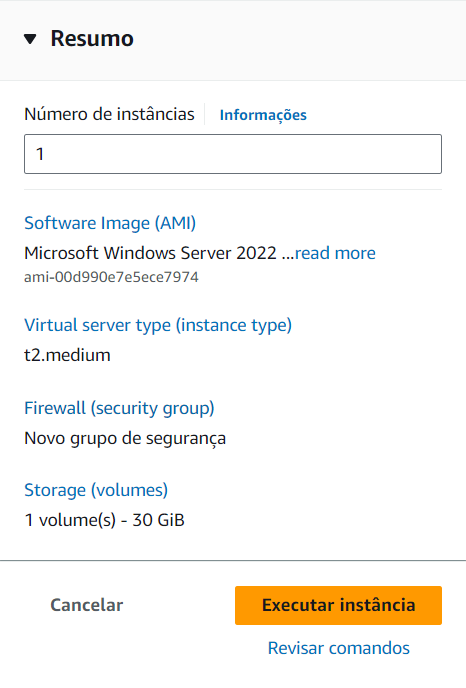 Resumo
Número de instâncias Informações
1
Software Image (AMI)
Microsoft Windows Server 2022 ...read more
ami-00d990e7e5ece7974
Virtual server type (instance type)
t2.medium
Firewall (security group)
Novo grupo de segurança
Storage (volumes)
1 volume(s) - 30 GiB
Cancelar Executar instância
Revisar comandos